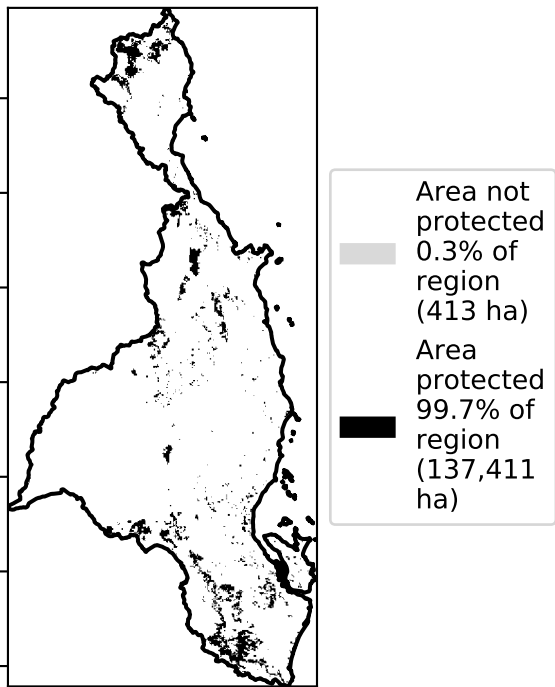 Area not
protected
0.3% of
region
(413 ha)
Area
protected
99.7% of
region
(137,411
ha)